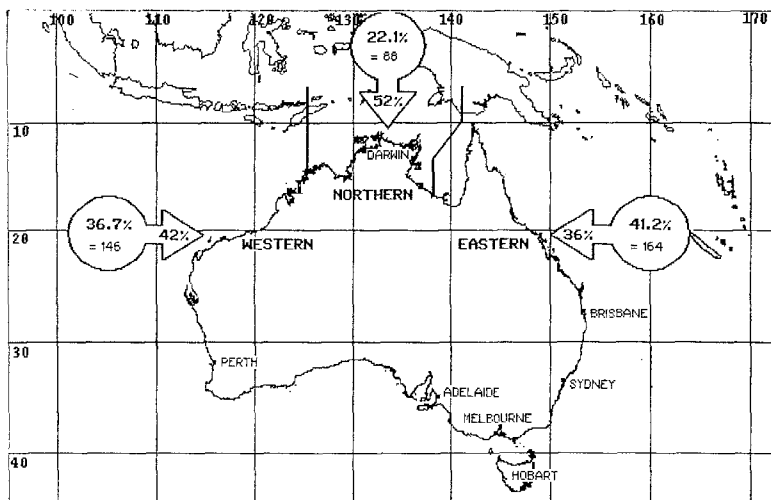 100 110 120 130 140 150 160 170
22.1%
= 88
52%
10
DARWIN
NORTHERN
36.7%
= 146
42%
41.2%
= 164
36%
20
WESTERN
EASTERN
BRISBANE
30
PERTH
SYDNEY
ADELAIDE
MELBOURNE
40
HOBART